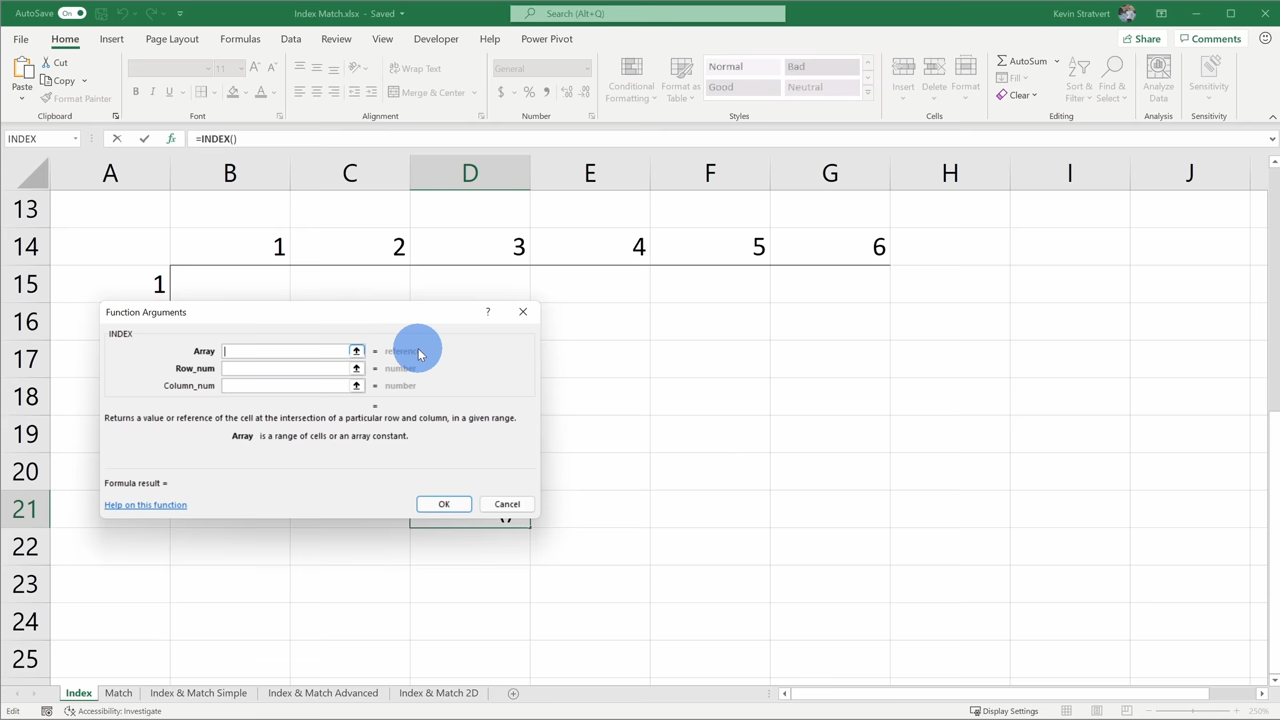 AutoSave On Index Match.xlsx - Saved Search (Alt+Q) Kevin Stratvert
File Home Insert Page Layout Formulas Data Review View Developer Help Power Pivot Share Comments
Paste
Cut
Copy
Format Painter
Clipboard
11
B I U
Font
Wrap Text
Merge & Center
Alignment
General
$ %
Number
Conditional Formatting
Format as Table
Normal Bad
Good Neutral
Styles
Insert Delete Format
Cells
AutoSum
Fill
Clear
Sort & Filter
Find & Select
Editing
Analyze Data
Analysis
Sensitivity
Sensitivity
INDEX fx =INDEX()
A B C D E F G H I J
13
14 1 2 3 4 5 6
15 1
16
17
18
19
20
21
22
23
24
25
Function Arguments ?
INDEX
Array = reference
Row_num = number
Column_num = number
=
Returns a value or reference of the cell at the intersection of a particular row and column, in a given range.
Array is a range of cells or an array constant.
Formula result =
Help on this function OK Cancel
Index Match Index & Match Simple Index & Match Advanced Index & Match 2D
Edit Accessibility: Investigate Display Settings 250%